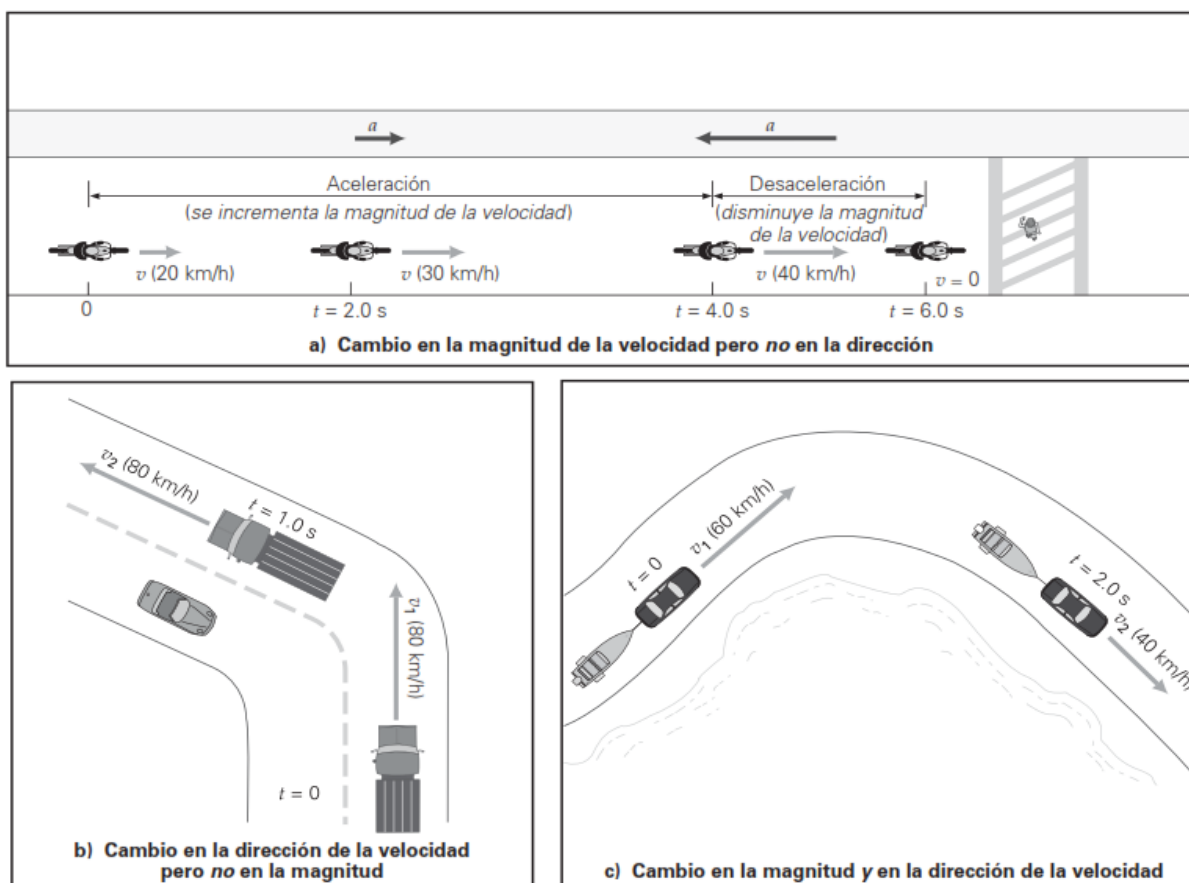 a
a
Aceleración
(se incrementa la magnitud de la velocidad)
Desaceleración
(disminuye la magnitud
de la velocidad)
v (20 km/h)
v (30 km/h)
v (40 km/h)
v = 0
0
t = 2.0 s
t = 4.0 s
t = 6.0 s
a) Cambio en la magnitud de la velocidad pero no en la dirección
v₂ (80 km/h)
t = 1.0 s
v₁ (80 km/h)
t = 0
b) Cambio en la dirección de la velocidad
pero no en la magnitud
t = 0
v₁ (60 km/h)
t = 2.0 s
v₂ (40 km/h)
c) Cambio en la magnitud y en la dirección de la velocidad